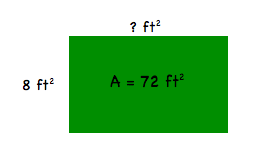 ? ft²
8 ft²
A = 72 ft²